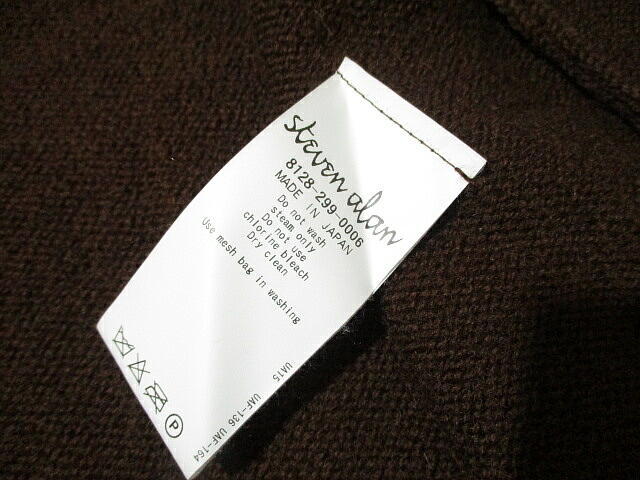 steven alan
8128-299-0006
MADE IN JAPAN
Do not wash
steam only
Do not use
chlorine bleach
Dry clean
Use mesh bag in washing
P
UA15
UAF-136 UAF-164